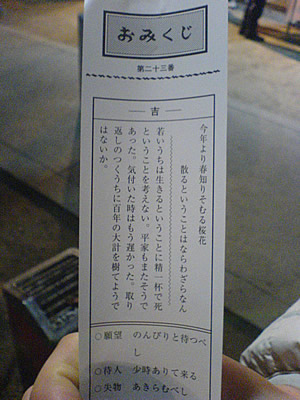 おみくじ
第二十三番
吉
今年より春知りそむる桜花
散るということはならわざらなん
若いうちは生きるということに精一杯で死
ということを考えない。平家もまたそうで
あった。気付いた時はもう遅かった。取り
返しのつくうちに百年の大計を樹てようで
はないか。
○願望 のんびりと待つべ
し
○待人 少時ありて来る
○失物 あきらむべし